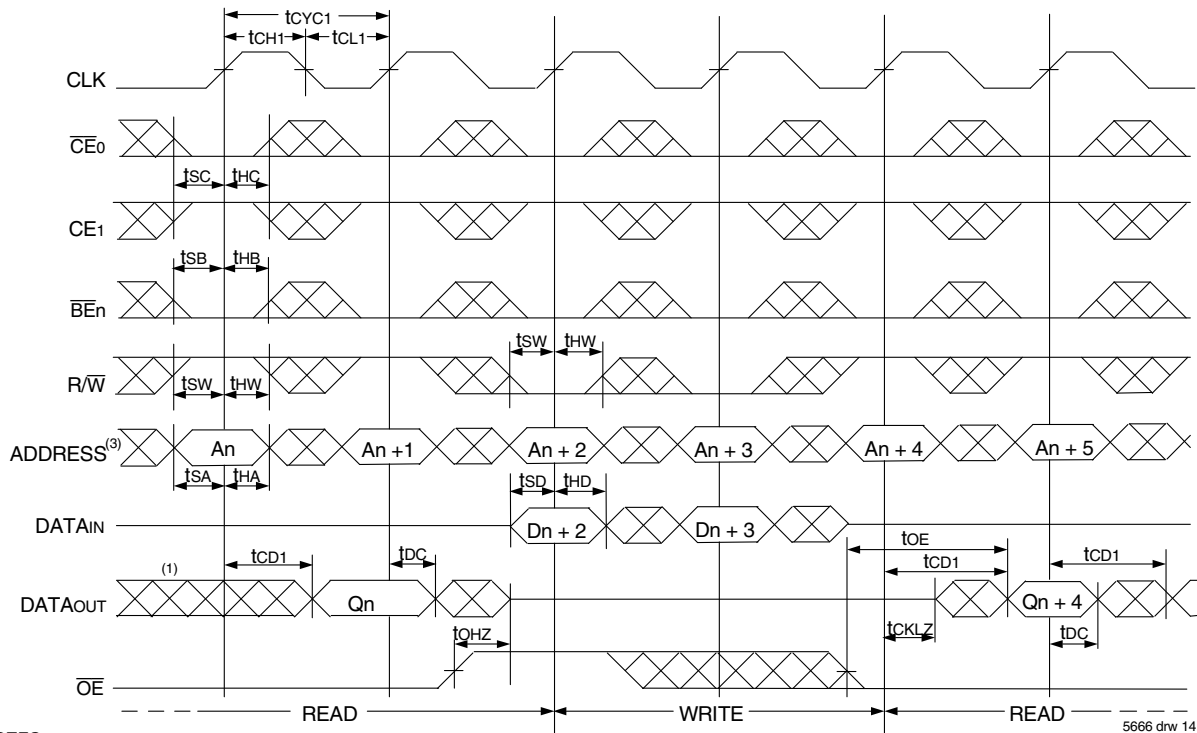 tCYC1
tCH1 tCL1
CLK
CE0
tSC tHC
CE1
tSB tHB
BEn
tSW tHW
R/W
tSW tHW
ADDRESS(3) An An +1 An + 2 An + 3 An + 4 An + 5
tSA tHA tSD tHD
DATAIN Dn + 2 Dn + 3
tOE
tCD1 tDC tCD1 tCD1
(1)
DATAOUT Qn Qn + 4
tOHZ tCKLZ tDC
OE
READ WRITE READ
5666 drw 14